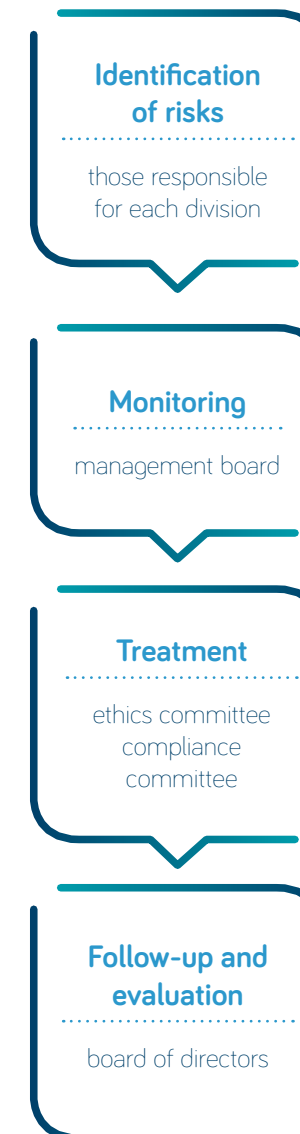 Identification
of risks
those responsible
for each division
Monitoring
management board
Treatment
ethics committee
compliance
committee
Follow-up and
evaluation
board of directors